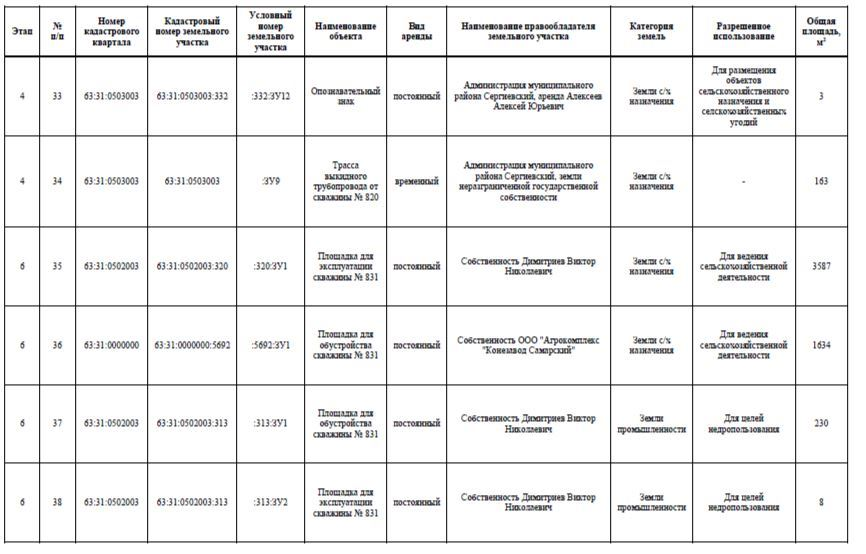 Этап
№
п/п
Номер
кадастрового
квартала
Кадастровый
номер земельного
участка
Условный
номер
земельного
участка
Наименование
объекта
Вид
аренды
Наименование правообладателя
земельного участка
Категория
земель
Разрешенное
использование
Общая
площадь,
м²
4
33
63:31:0503003
63:31:0503003:332
:332:ЗУ12
Опознавательный
знак
постоянный
Администрация муниципального
района Сергиевский, аренда Алексеев
Алексей Юрьевич
Земли с/х
назначения
Для размещения
объектов
сельскохозяйственного
назначения и
селскохозяйственных
угодий
3
4
34
63:31:0503003
63:31:0503003
:ЗУ9
Трасса
выкидного
трубопровода от
скважины № 820
временный
Администрация муниципального
района Сергиевский, земли
неразграниченной государственной
собственности
Земли с/х
назначения
-
163
6
35
63:31:0502003
63:31:0502003:320
:320:ЗУ1
Площадка для
эксплуатации
скважины № 831
постоянный
Собственность Димитриев Виктор
Николаевич
Земли с/х
назначения
Для ведения
сельскохозяйственной
деятельности
3587
6
36
63:31:0000000
63:31:0000000:5692
:5692:ЗУ1
Площадка для
обустройства
скважины № 831
постоянный
Собственность ООО "Агрокомплекс
"Конезавод Самарский"
Земли с/х
назначения
Для ведения
сельскохозяйственной
деятельности
1634
6
37
63:31:0502003
63:31:0502003:313
:313:ЗУ1
Площадка для
обустройства
скважины № 831
постоянный
Собственность Димитриев Виктор
Николаевич
Земли
промышленности
Для целей
недропользования
230
6
38
63:31:0502003
63:31:0502003:313
:313:ЗУ2
Площадка для
эксплуатации
скважины № 831
постоянный
Собственность Димитриев Виктор
Николаевич
Земли
промышленности
Для целей
недропользования
8